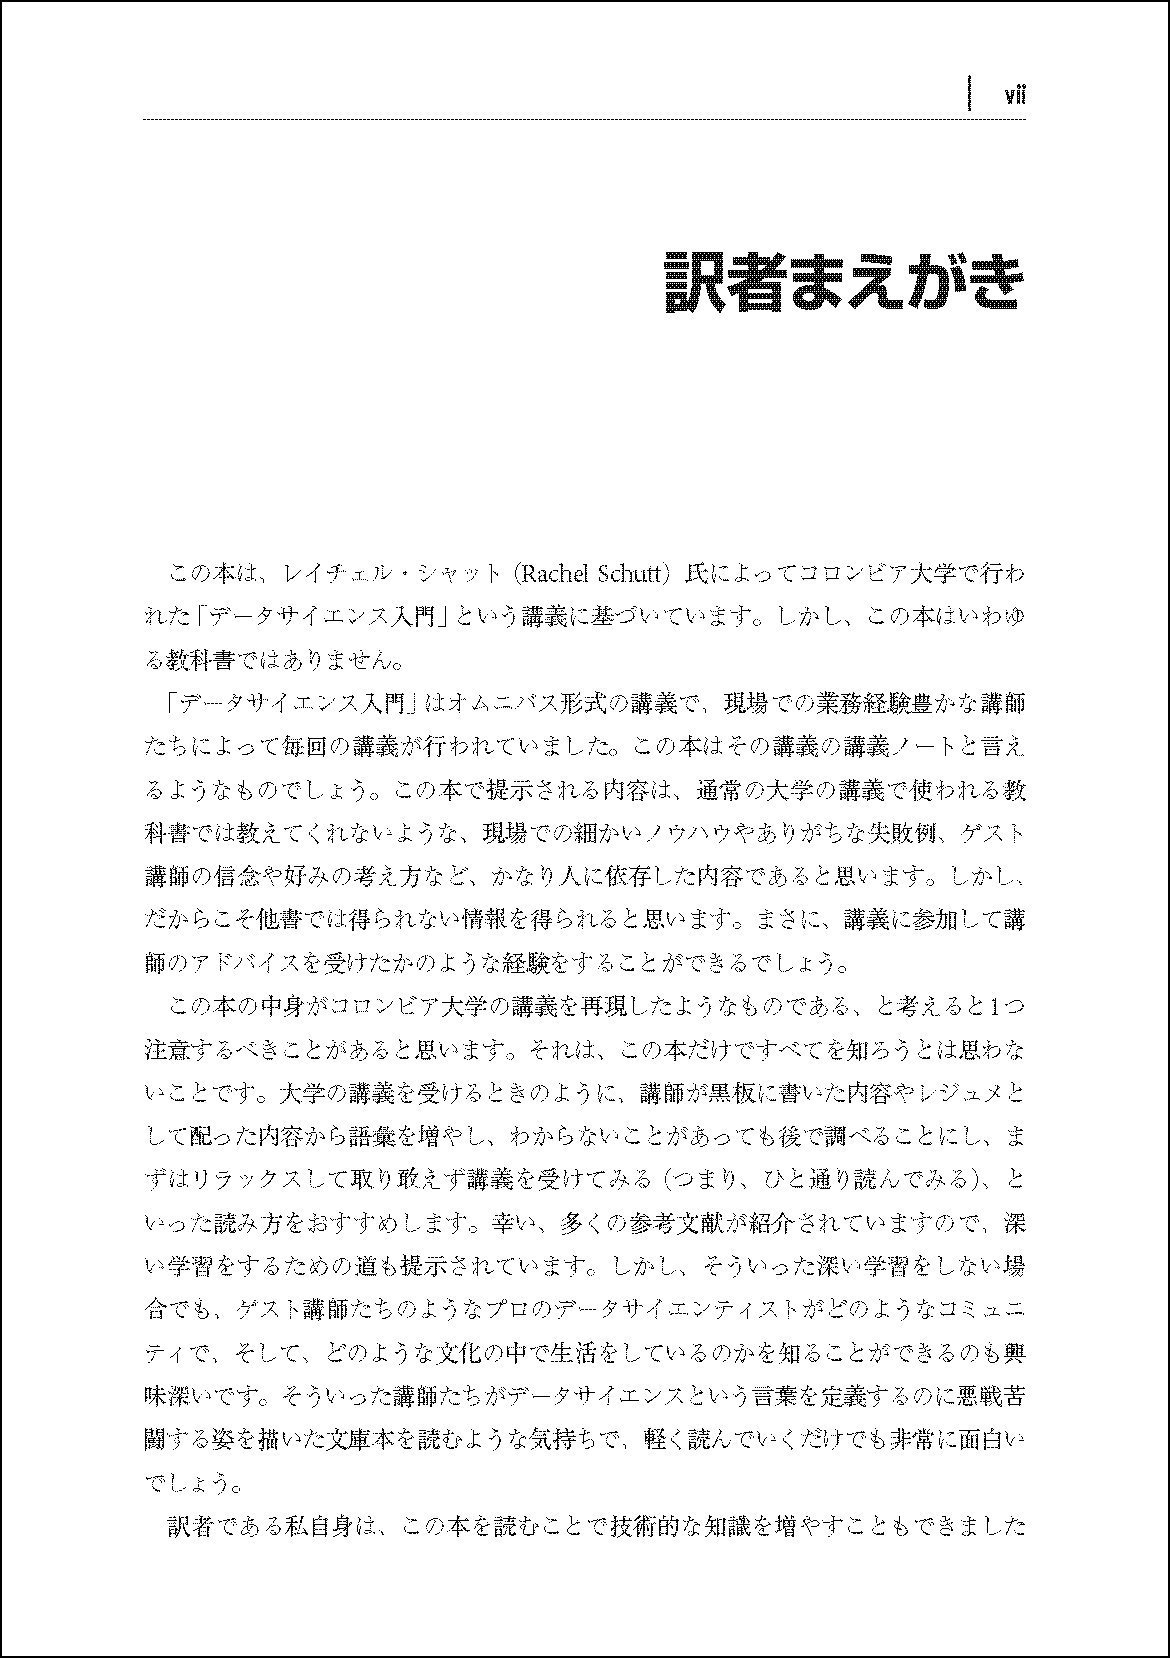 vii
訳者まえがき
この本は、レイチェル・シャット（Rachel Schutt）氏によってコロンビア大学で行わ
れた「データサイエンス入門」という講義に基づいています。しかし、この本はいわゆ
る教科書ではありません。
「データサイエンス入門」はオムニバス形式の講義で、現場での業務経験豊かな講師
たちによって毎回の講義が行われていました。この本はその講義の講義ノートと言え
るようなものでしょう。この本で提示される内容は、通常の大学の講義で使われる教
科書では教えてくれないような、現場での細かいノウハウやありがちな失敗例、ゲスト
講師の信念や好みの考え方など、かなり人に依存した内容であると思います。しかし、
だからこそ他書では得られない情報を得られると思います。まさに、講義に参加して講
師のアドバイスを受けたかのような経験をすることができるでしょう。
この本の中身がコロンビア大学の講義を再現したようなものである、と考えると1つ
注意するべきことがあると思います。それは、この本だけですべてを知ろうとは思わな
いことです。大学の講義を受けるときのように、講師が黒板に書いた内容やレジュメと
して配った内容から語彙を増やし、わからないことがあっても後で調べることにし、ま
ずはリラックスして取り敢えず講義を受けてみる（つまり、ひと通り読んでみる）、と
いった読み方をおすすめします。幸い、多くの参考文献が紹介されていますので、深
い学習をするための道も提示されています。しかし、そういった深い学習をしない場
合でも、ゲスト講師たちのようなプロのデータサイエンティストがどのようなコミュニ
ティで、そして、どのような文化の中で生活をしているのかを知ることができるのも興
味深いです。そういった講師たちがデータサイエンスという言葉を定義するのに悪戦苦
闘する姿を描いた文庫本を読むような気持ちで、軽く読んでいくだけでも非常に面白い
でしょう。
訳者である私自身は、この本を読むことで技術的な知識を増やすこともできました